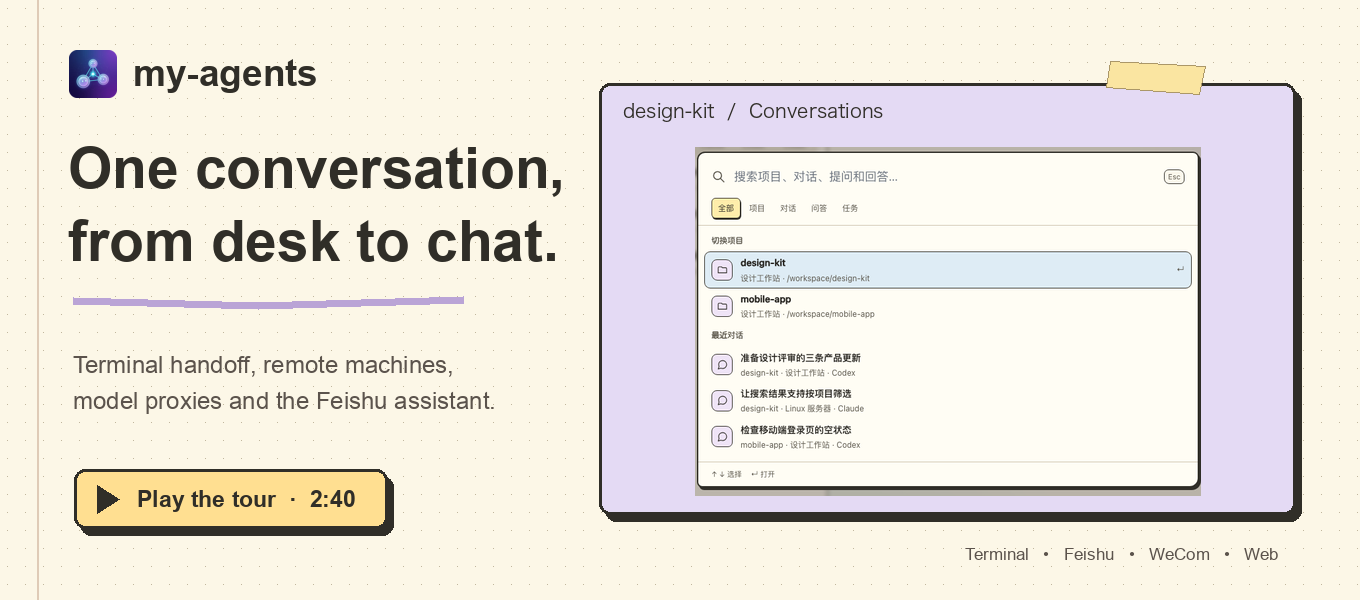 my-agents
One conversation,
from desk to chat.
Terminal handoff, remote machines,
model proxies and the Feishu assistant.
Play the tour · 2:40
design-kit / Conversations
搜索项目、对话、提问和回答...
Esc
全部 项目 对话 问答 任务
切换项目
design-kit
设计工作站 · /workspace/design-kit
↵
mobile-app
设计工作站 · /workspace/mobile-app
最近对话
准备设计评审的三条产品更新
design-kit · 设计工作站 · Codex
让搜索结果支持按项目筛选
design-kit · Linux 服务器 · Claude
检查移动端登录页的空状态
mobile-app · 设计工作站 · Codex
↑↓ 选择 ↵ 打开
Terminal • Feishu • WeCom • Web